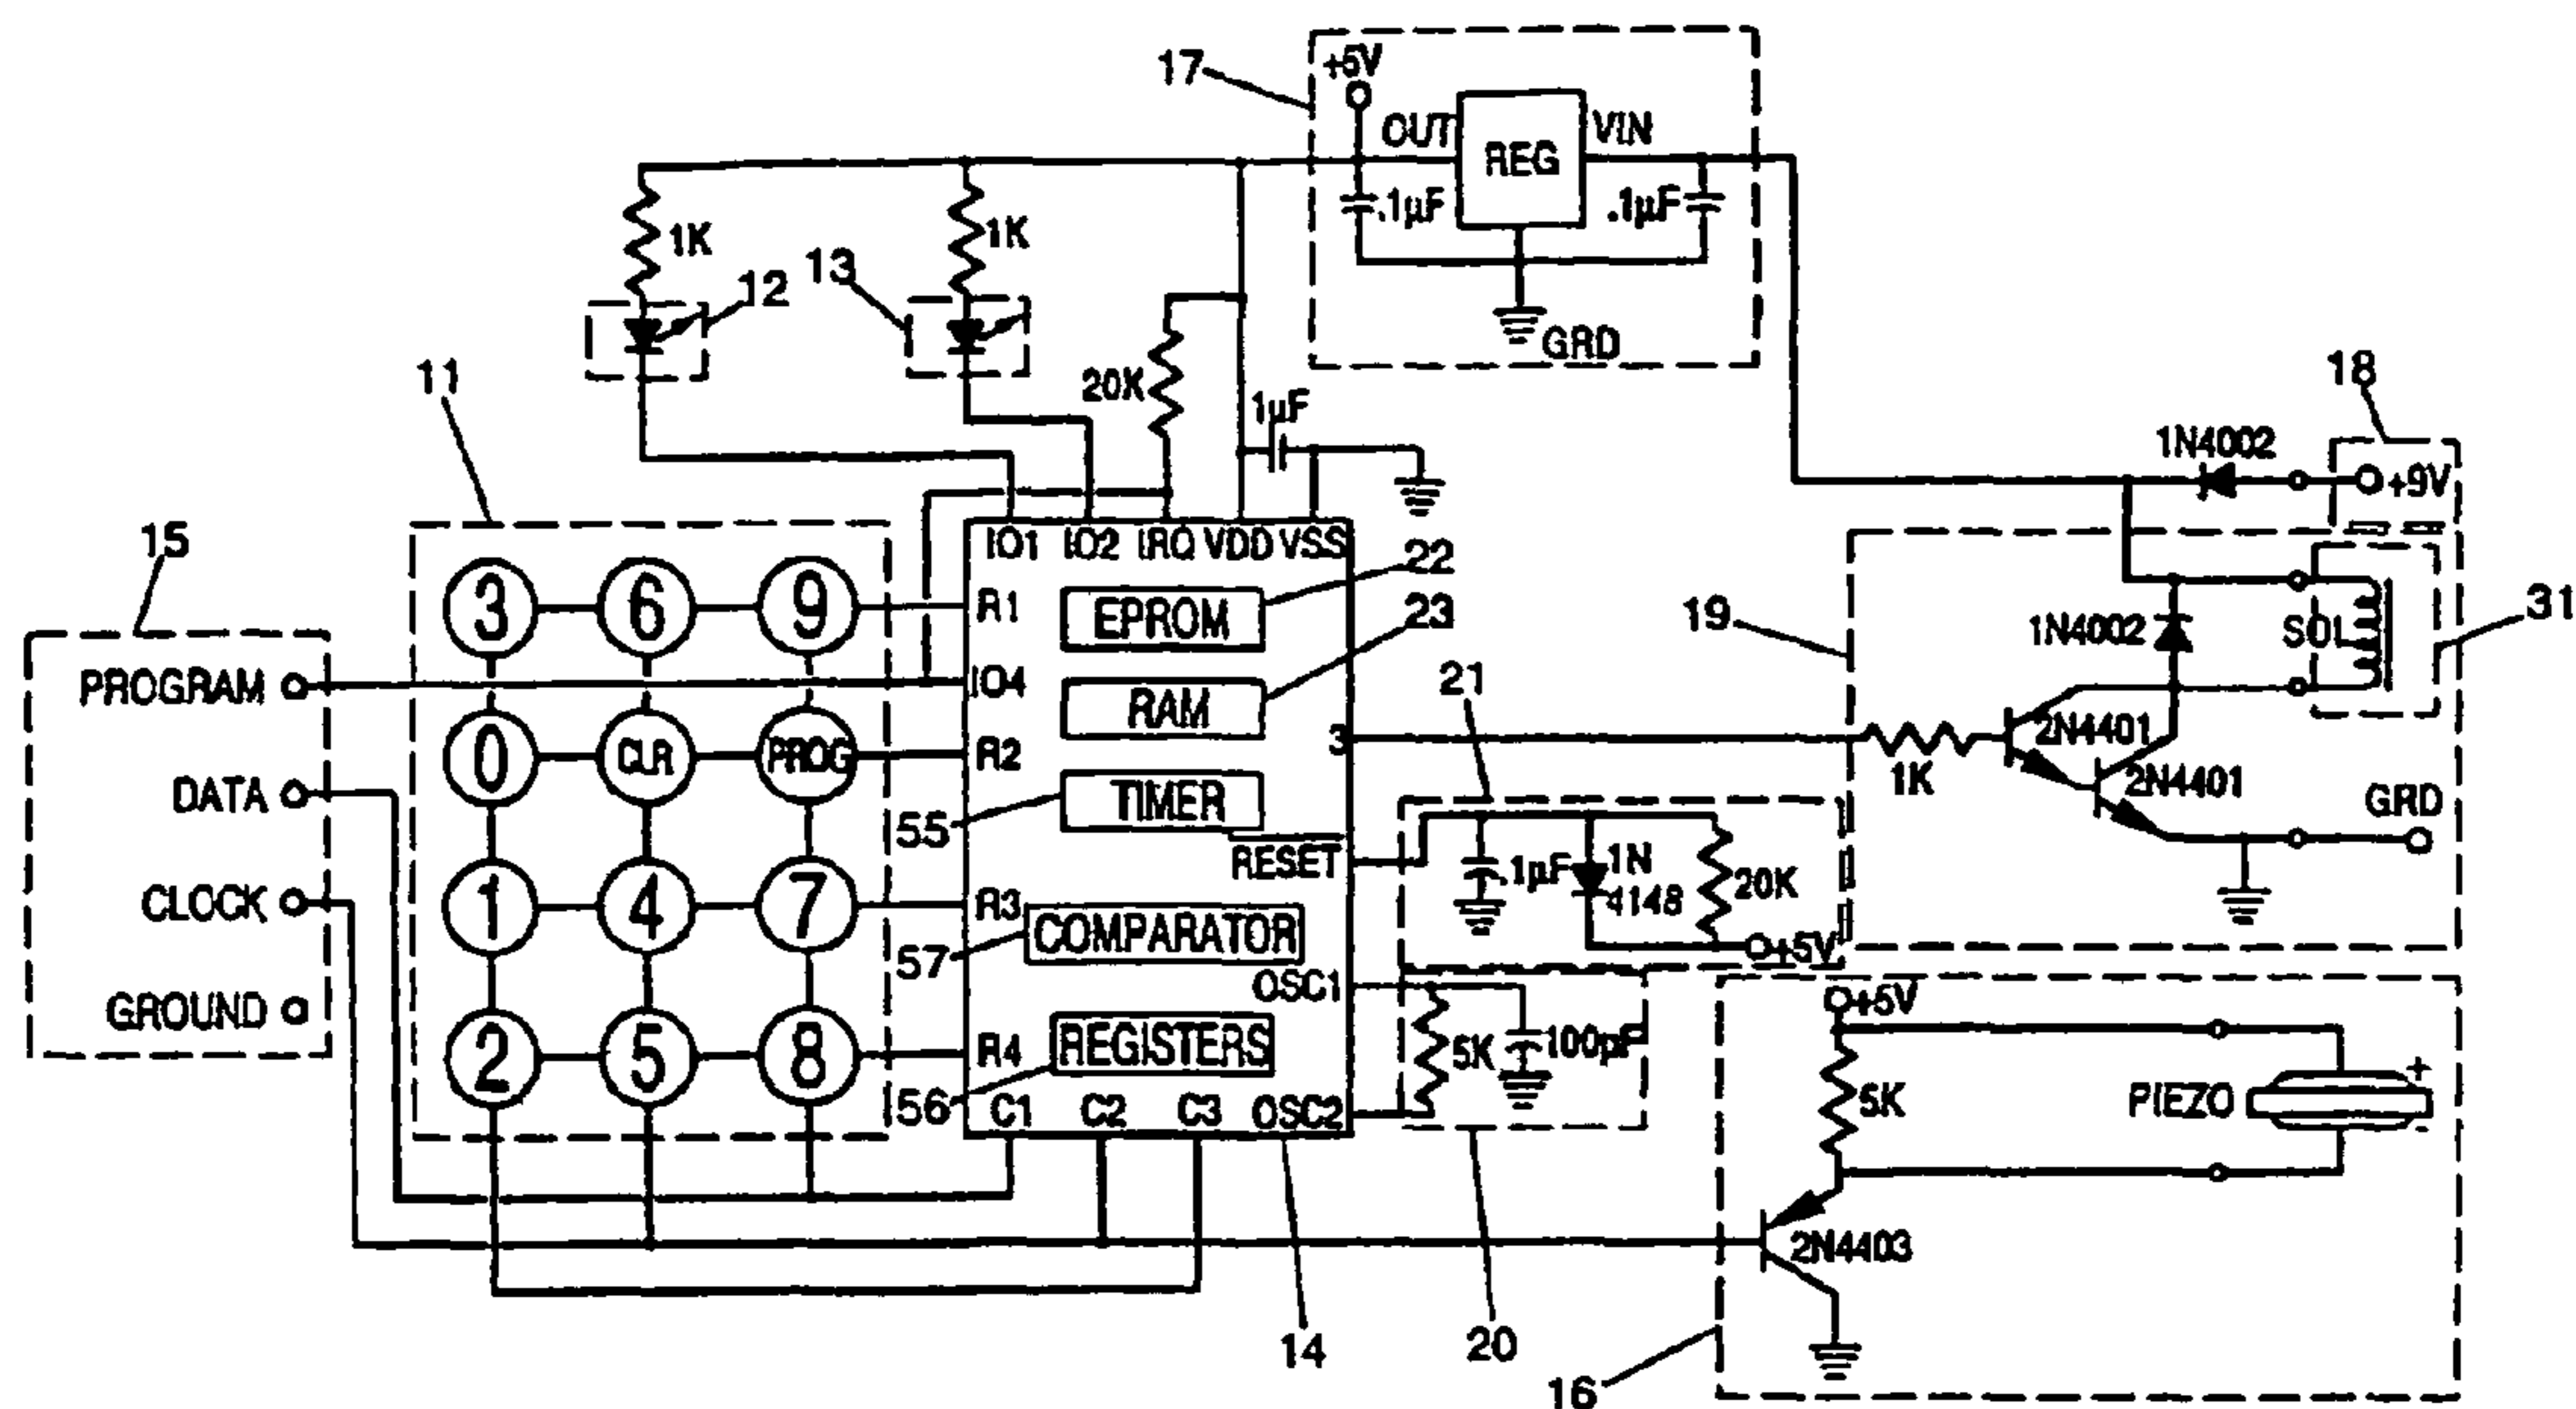 17
+5V
OUT
REG
VIN
.1µF
.1µF
GRD
1K
1K
12
13
20K
1µF
11
18
1N4002
+9V
15
IO1 IO2 IRQ VDD VSS
22
3 6 9
R1
EPROM
23
19
1N4002
SOL
31
PROGRAM
IO4
RAM
21
0 CLR PROG
R2
3
1K
2N4401
2N4401
GRD
DATA
TIMER
55
RESET
.1µF
1N
4148
20K
+5V
CLOCK
1 4 7
R3
COMPARATOR
57
OSC1
GROUND
2 5 8
R4
REGISTERS
56
5K
100pF
C1 C2 C3 OSC2
+5V
5K
PIEZO
+
-
2N4403
14
20
16